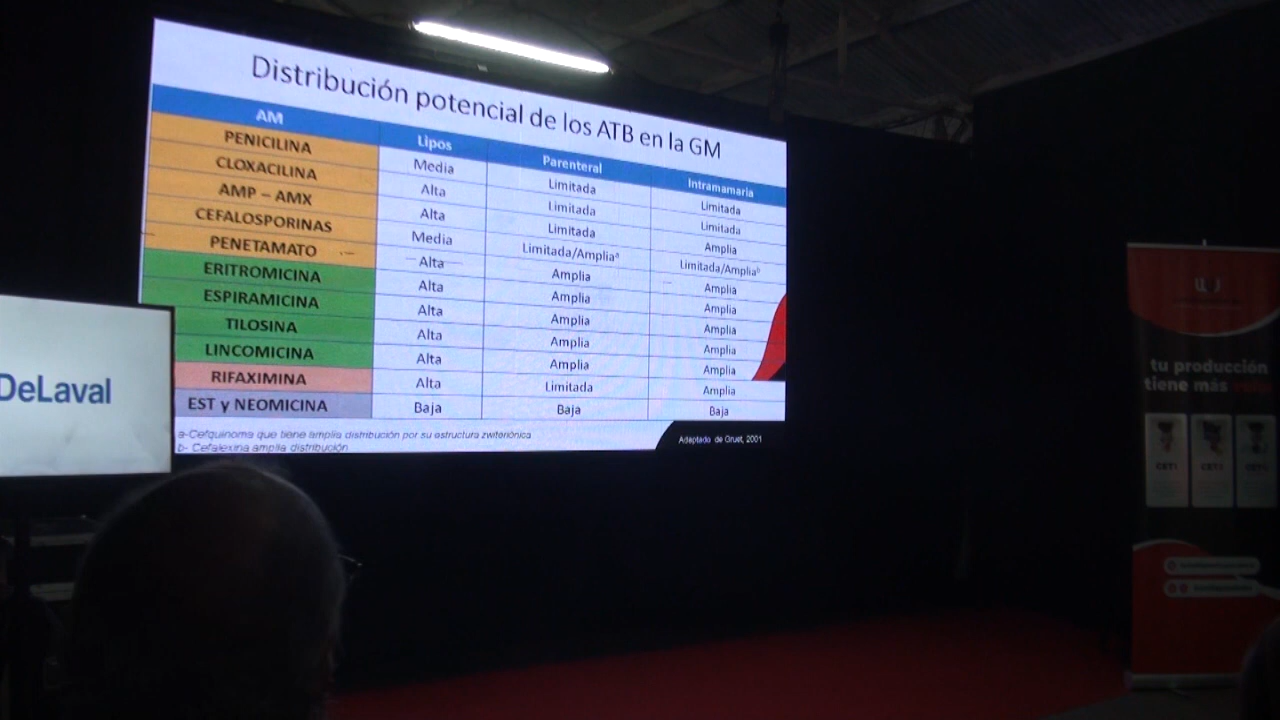 Distribución potencial de los ATB en la GM
AM Lipos Parenteral Intramamaria
PENICILINA Media Limitada Limitada
CLOXACILINA Alta Limitada Limitada
AMP – AMX Alta Limitada Amplia
CEFALOSPORINAS Media Limitada/Ampliaª Limitada/Ampliaᵇ
PENETAMATO Alta Amplia Amplia
ERITROMICINA Alta Amplia Amplia
ESPIRAMICINA Alta Amplia Amplia
TILOSINA Alta Amplia Amplia
LINCOMICINA Alta Amplia Amplia
RIFAXIMINA Alta Limitada Amplia
EST y NEOMICINA Baja Baja Baja
a-Cefquinoma que tiene amplia distribución por su estructura zwiteriónica
b- Cefalexina amplia distribución
Adaptado de Gruet, 2001
DeLaval
tu producción
tiene más